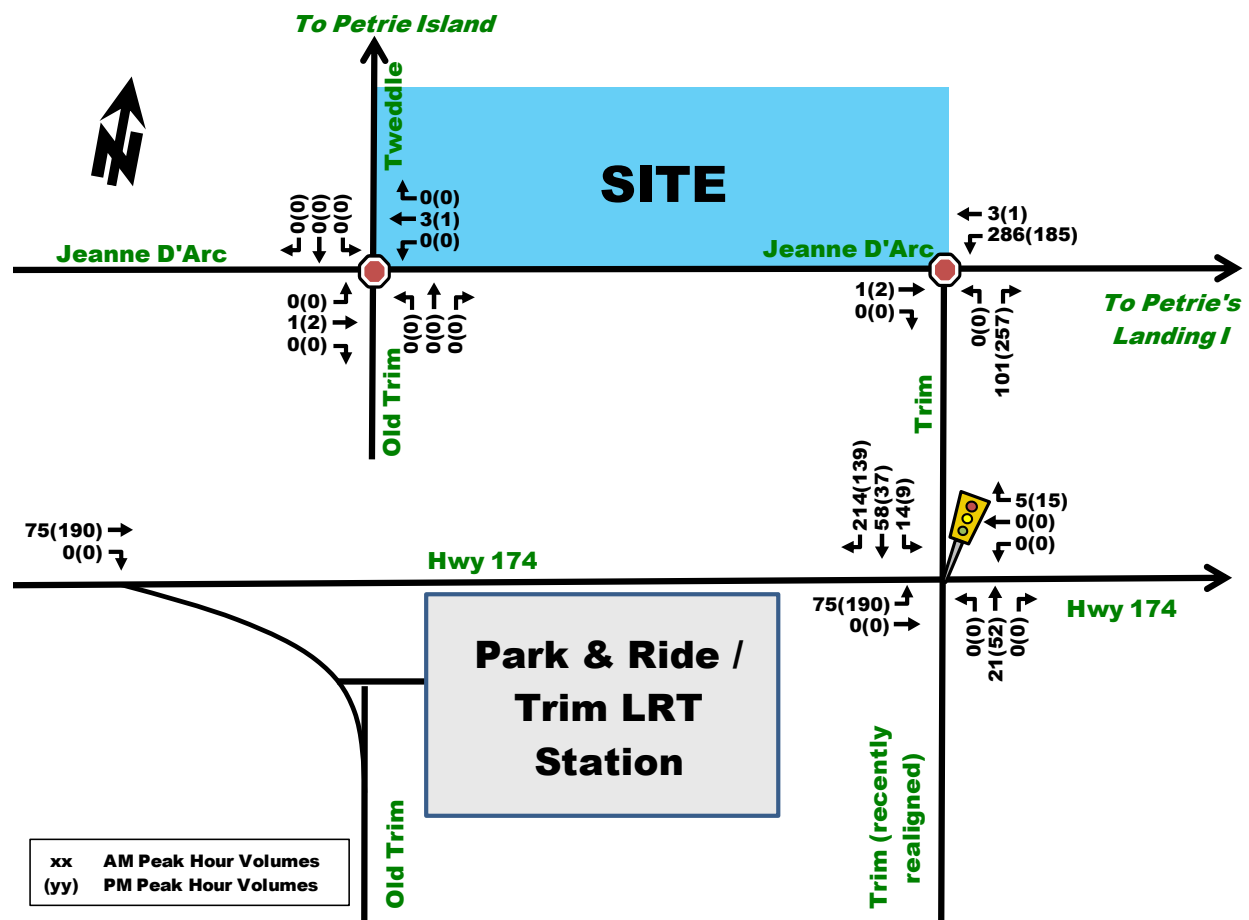 To Petrie Island
N
Tweddle
SITE
0(0)
0(0)
0(0)
0(0)
3(1)
0(0)
3(1)
286(185)
Jeanne D'Arc
Jeanne D'Arc
0(0)
1(2)
0(0)
0(0)
0(0)
0(0)
1(2)
0(0)
0(0)
101(257)
To Petrie's
Landing I
Old Trim
Trim
214(139)
58(37)
14(9)
5(15)
0(0)
0(0)
75(190)
0(0)
Hwy 174
75(190)
0(0)
0(0)
21(52)
0(0)
Hwy 174
Park & Ride /
Trim LRT
Station
Old Trim
Trim (recently
realigned)
xx AM Peak Hour Volumes
(yy) PM Peak Hour Volumes